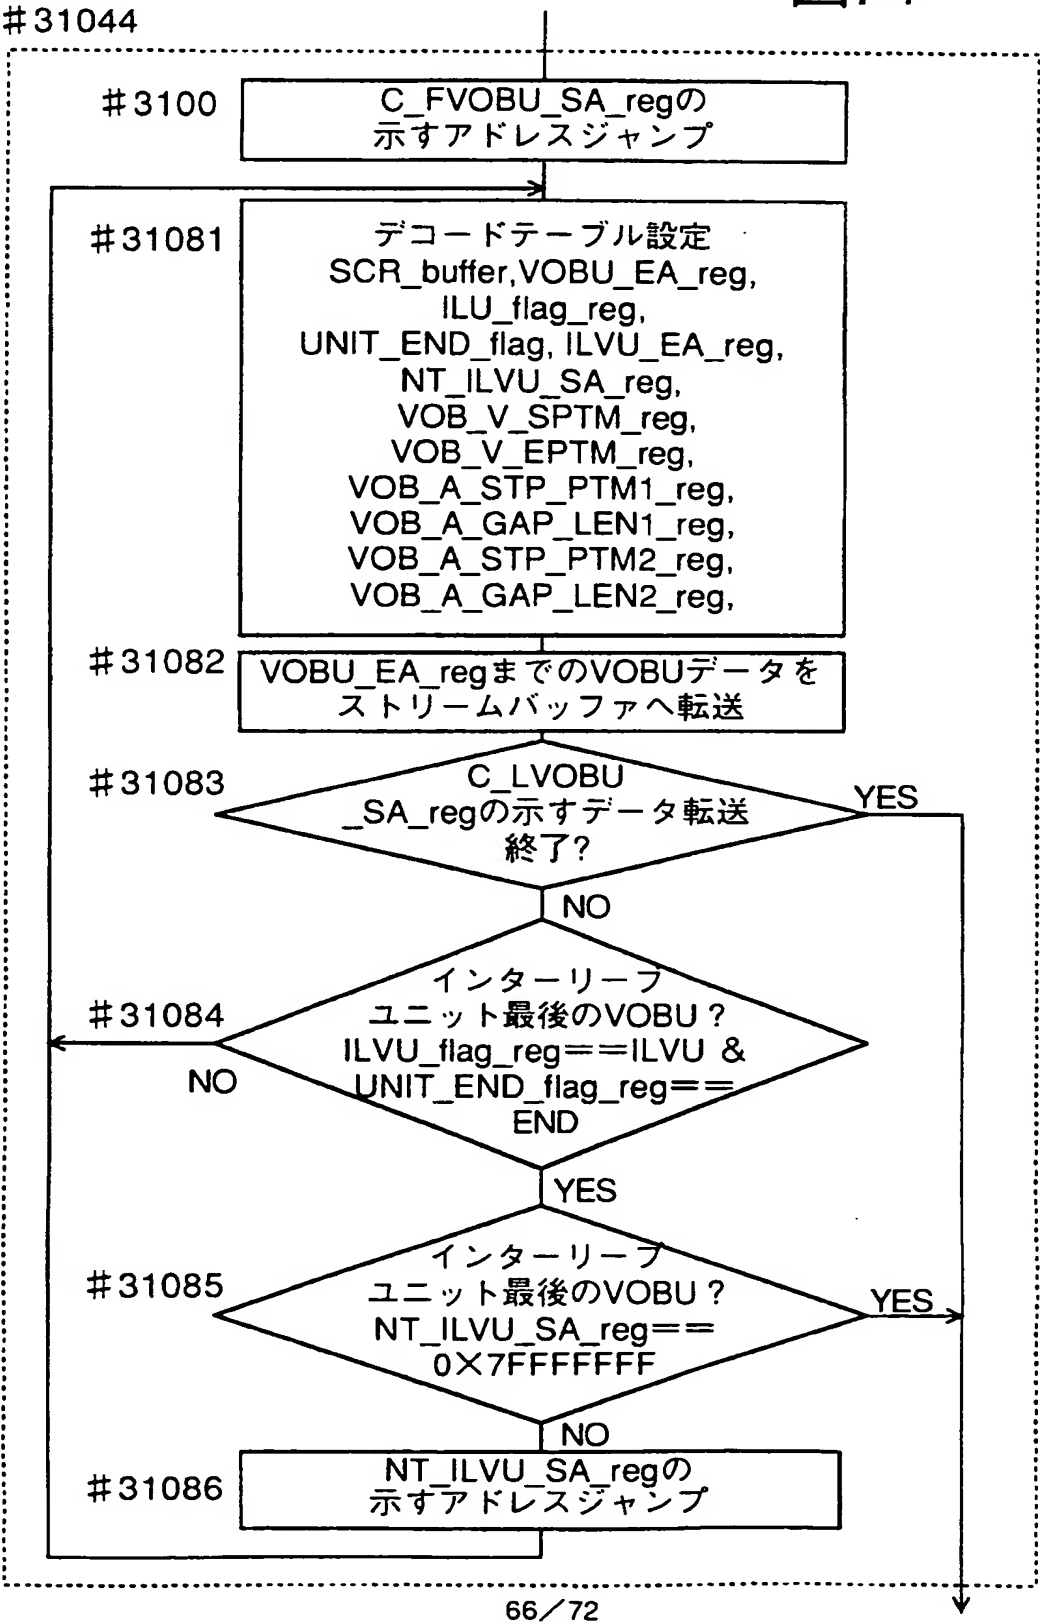 #31044
#3100
C_FVOBU_SA_regの
示すアドレスジャンプ
#31081
デコードテーブル設定
SCR_buffer,VOBU_EA_reg,
ILU_flag_reg,
UNIT_END_flag, ILVU_EA_reg,
NT_ILVU_SA_reg,
VOB_V_SPTM_reg,
VOB_V_EPTM_reg,
VOB_A_STP_PTM1_reg,
VOB_A_GAP_LEN1_reg,
VOB_A_STP_PTM2_reg,
VOB_A_GAP_LEN2_reg,
#31082
VOBU_EA_regまでのVOBUデータを
ストリームバッファへ転送
#31083
C_LVOBU
_SA_regの示すデータ転送
終了?
YES
NO
#31084
インターリーブ
ユニット最後のVOBU?
ILVU_flag_reg==ILVU &
UNIT_END_flag_reg==
END
NO
YES
#31085
インターリーブ
ユニット最後のVOBU?
NT_ILVU_SA_reg==
0×7FFFFFFF
YES
NO
#31086
NT_ILVU_SA_regの
示すアドレスジャンプ
66/72